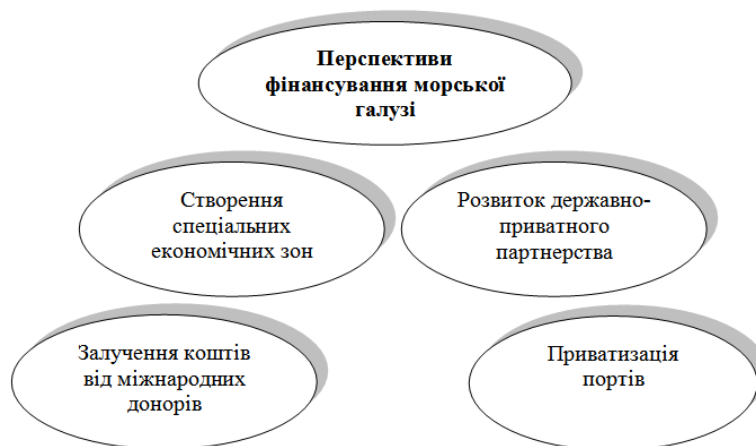 Перспективи
фінансування морської
галузі
Створення
спеціальних
економічних зон
Розвиток державно-
приватного
партнерства
Залучення коштів
від міжнародних
донорів
Приватизація
портів